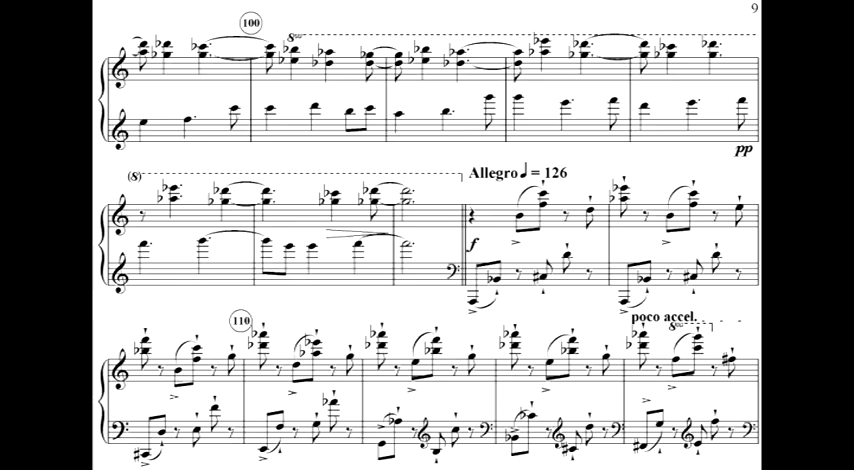 9
100
8va
pp
(8)
Allegro ♩ = 126
f
110
poco accel.
8va